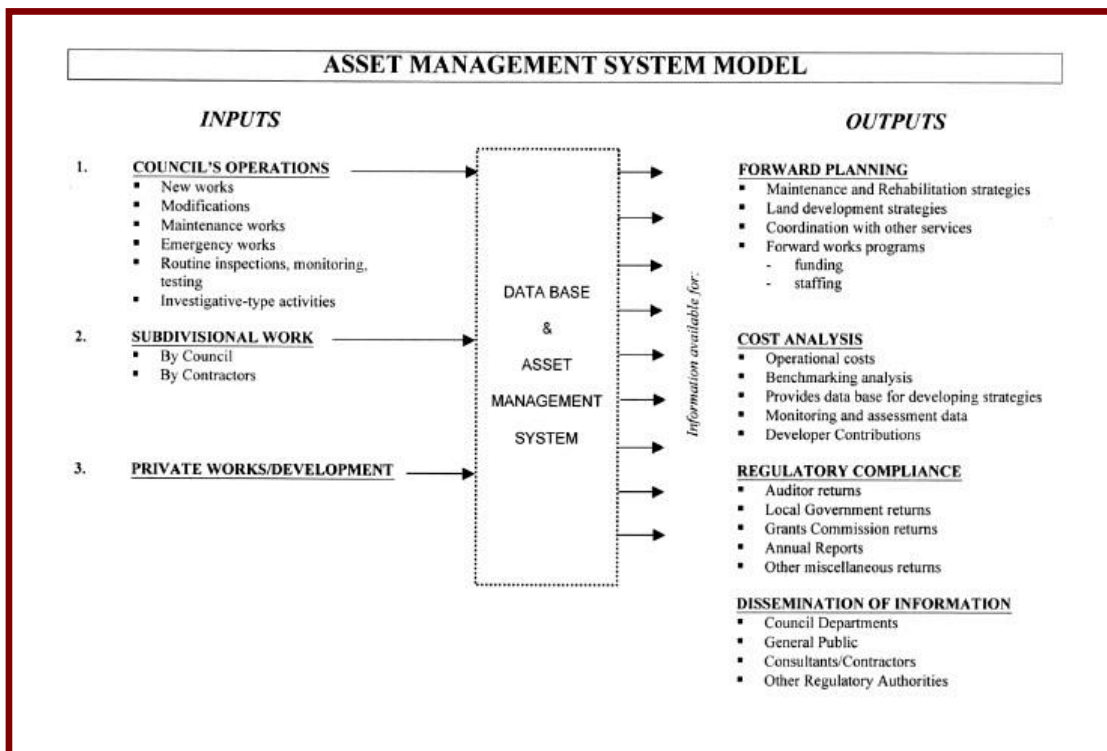 ASSET MANAGEMENT SYSTEM MODEL
INPUTS
1. COUNCIL'S OPERATIONS
▪ New works
▪ Modifications
▪ Maintenance works
▪ Emergency works
▪ Routine inspections, monitoring,
testing
▪ Investigative-type activities
2. SUBDIVISIONAL WORK
▪ By Council
▪ By Contractors
3. PRIVATE WORKS/DEVELOPMENT
DATA BASE
&
ASSET
MANAGEMENT
SYSTEM
Information available for:
OUTPUTS
FORWARD PLANNING
▪ Maintenance and Rehabilitation strategies
▪ Land development strategies
▪ Coordination with other services
▪ Forward works programs
- funding
- staffing
COST ANALYSIS
▪ Operational costs
▪ Benchmarking analysis
▪ Provides data base for developing strategies
▪ Monitoring and assessment data
▪ Developer Contributions
REGULATORY COMPLIANCE
▪ Auditor returns
▪ Local Government returns
▪ Grants Commission returns
▪ Annual Reports
▪ Other miscellaneous returns
DISSEMINATION OF INFORMATION
▪ Council Departments
▪ General Public
▪ Consultants/Contractors
▪ Other Regulatory Authorities